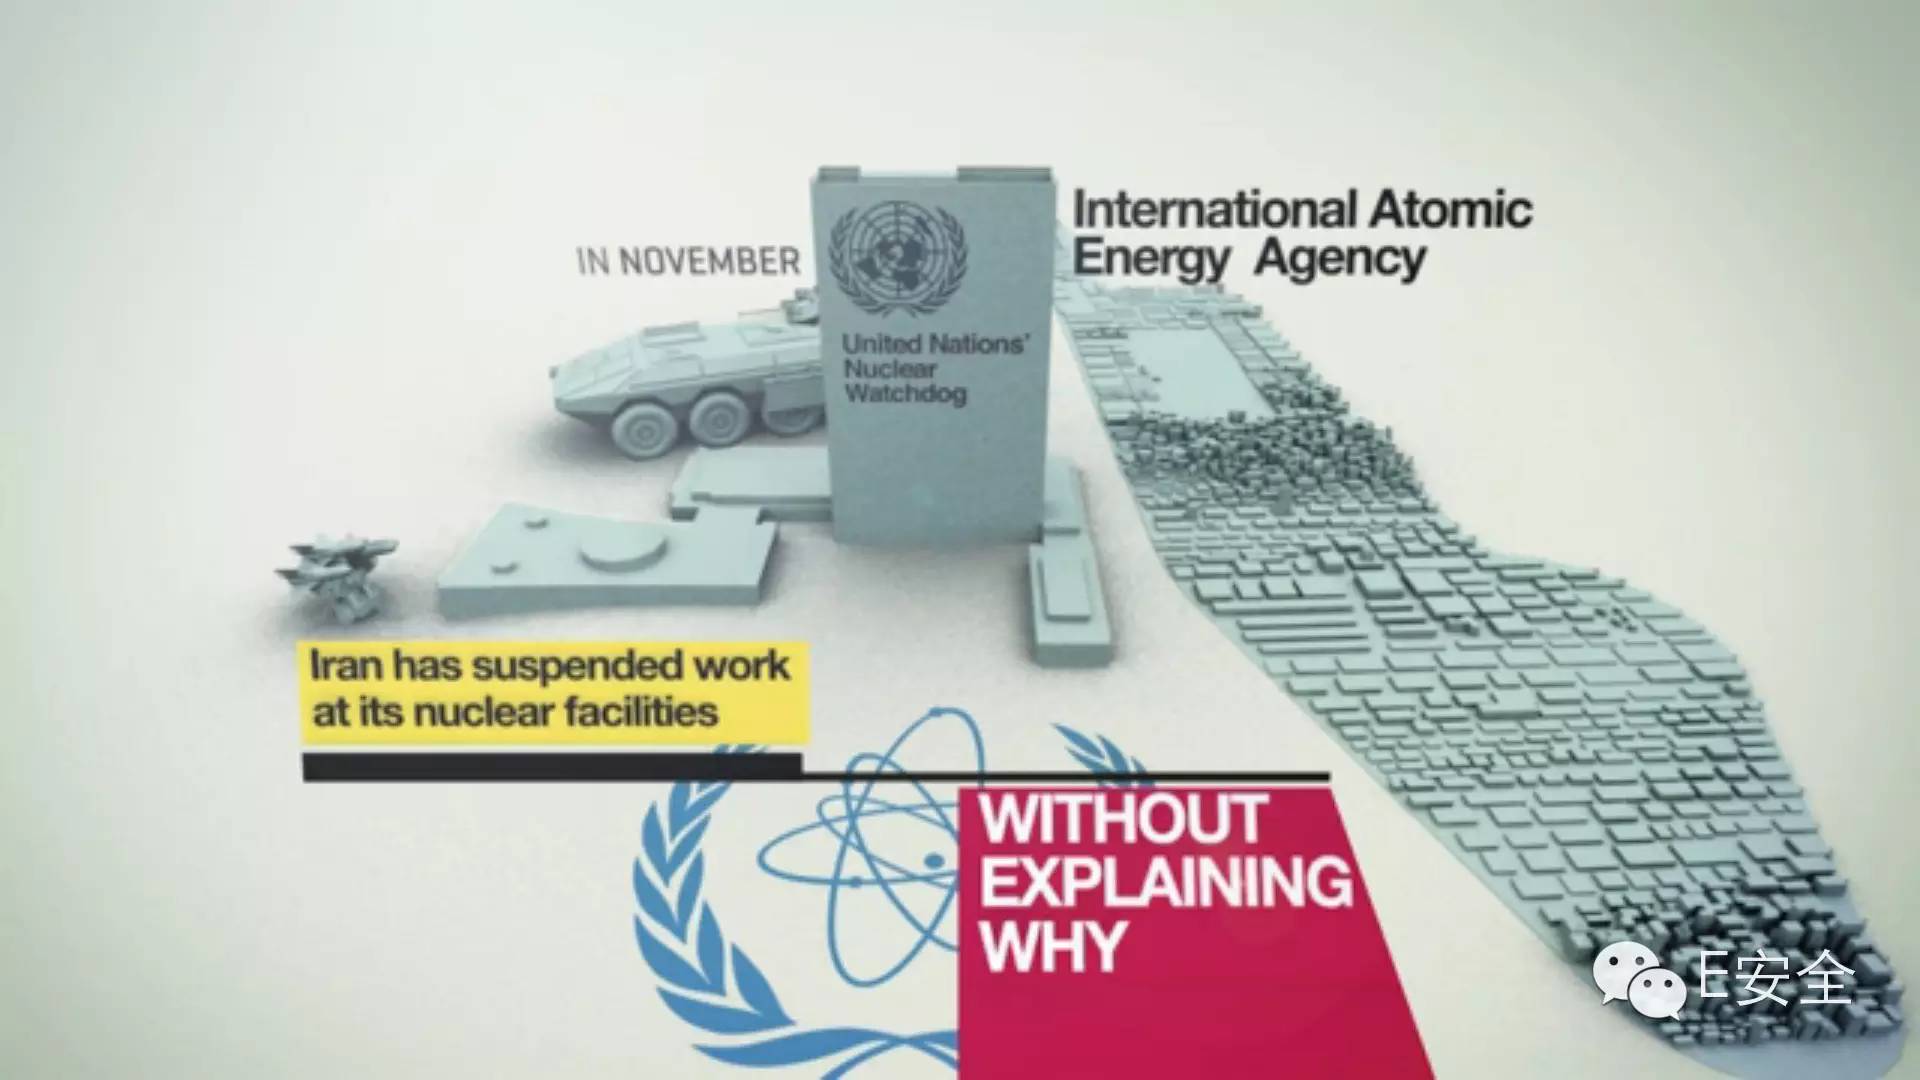 IN NOVEMBER
International Atomic
Energy Agency
United Nations'
Nuclear
Watchdog
Iran has suspended work
at its nuclear facilities
WITHOUT
EXPLAINING
WHY
E安全